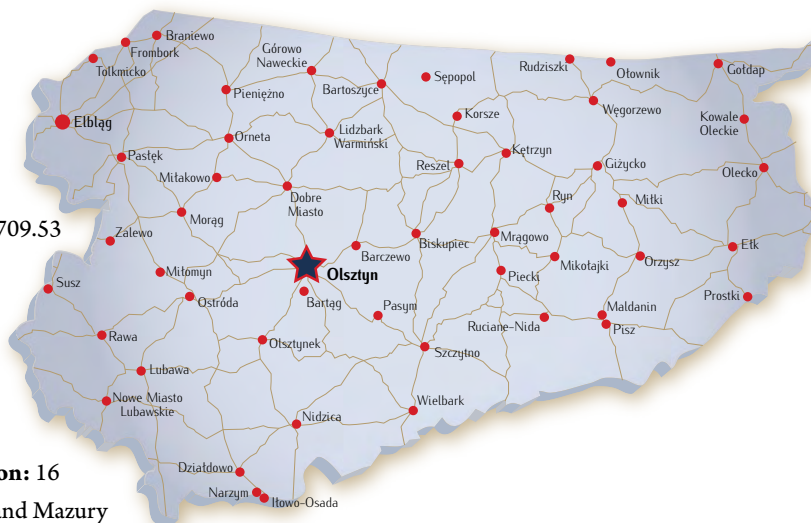 Braniewo
Frombork
Tolkmicko
Elbląg
Pasłęk
Górowo
Naweckie
Pieniężno
Bartoszyce
Sępopol
Rudziszki
Ołownik
Gołdap
Korsze
Węgorzewo
Kowale
Oleckie
Orneta
Lidzbark
Warmiński
Reszel
Kętrzyn
Giżycko
Olecko
Miłakowo
Dobre
Miasto
Ryn
Miłki
Morąg
709.53
Zalewo
Barczewo
Biskupiec
Mrągowo
Ełk
Olsztyn
Mikołajki
Orzysz
Miłomyn
Piecki
Susz
Ostróda
Bartąg
Pasym
Maldanin
Prostki
Ruciane-Nida
Pisz
Rawa
Olsztynek
Szczytno
Lubawa
Nowe Miasto
Lubawskie
Wielbark
Nidzica
on: 16
Działdowo
Narzym
Iłowo-Osada
and Mazury